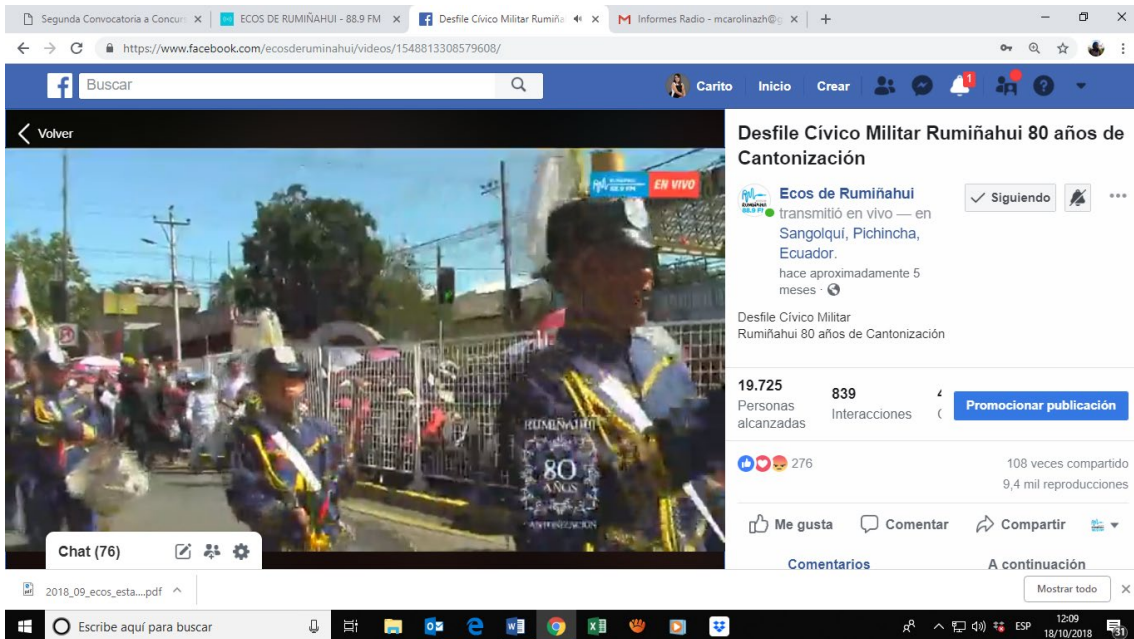 Segunda Convocatoria a Concurs
ECOS DE RUMIÑAHUI - 88.9 FM
Desfile Cívico Militar Rumiña
Informes Radio - mcarolinazh@g
https://www.facebook.com/ecosderuminahui/videos/1548813308579608/
Buscar
Carito
Inicio
Crear
1
Volver
EN VIVO
RUMIÑAHUI
80
AÑOS
CANTONIZACIÓN
Desfile Cívico Militar Rumiñahui 80 años de
Cantonización
Ecos de Rumiñahui
transmitió en vivo — en
Sangolquí, Pichincha,
Ecuador.
hace aproximadamente 5
meses ·
Siguiendo
Desfile Cívico Militar
Rumiñahui 80 años de Cantonización
19.725
Personas
alcanzadas
839
Interacciones
Promocionar publicación
276
108 veces compartido
9,4 mil reproducciones
Me gusta
Comentar
Compartir
Comentarios
A continuación
Chat (76)
2018_09_ecos_esta....pdf
Mostrar todo
Escribe aquí para buscar
ESP
12:09
18/10/2018
31